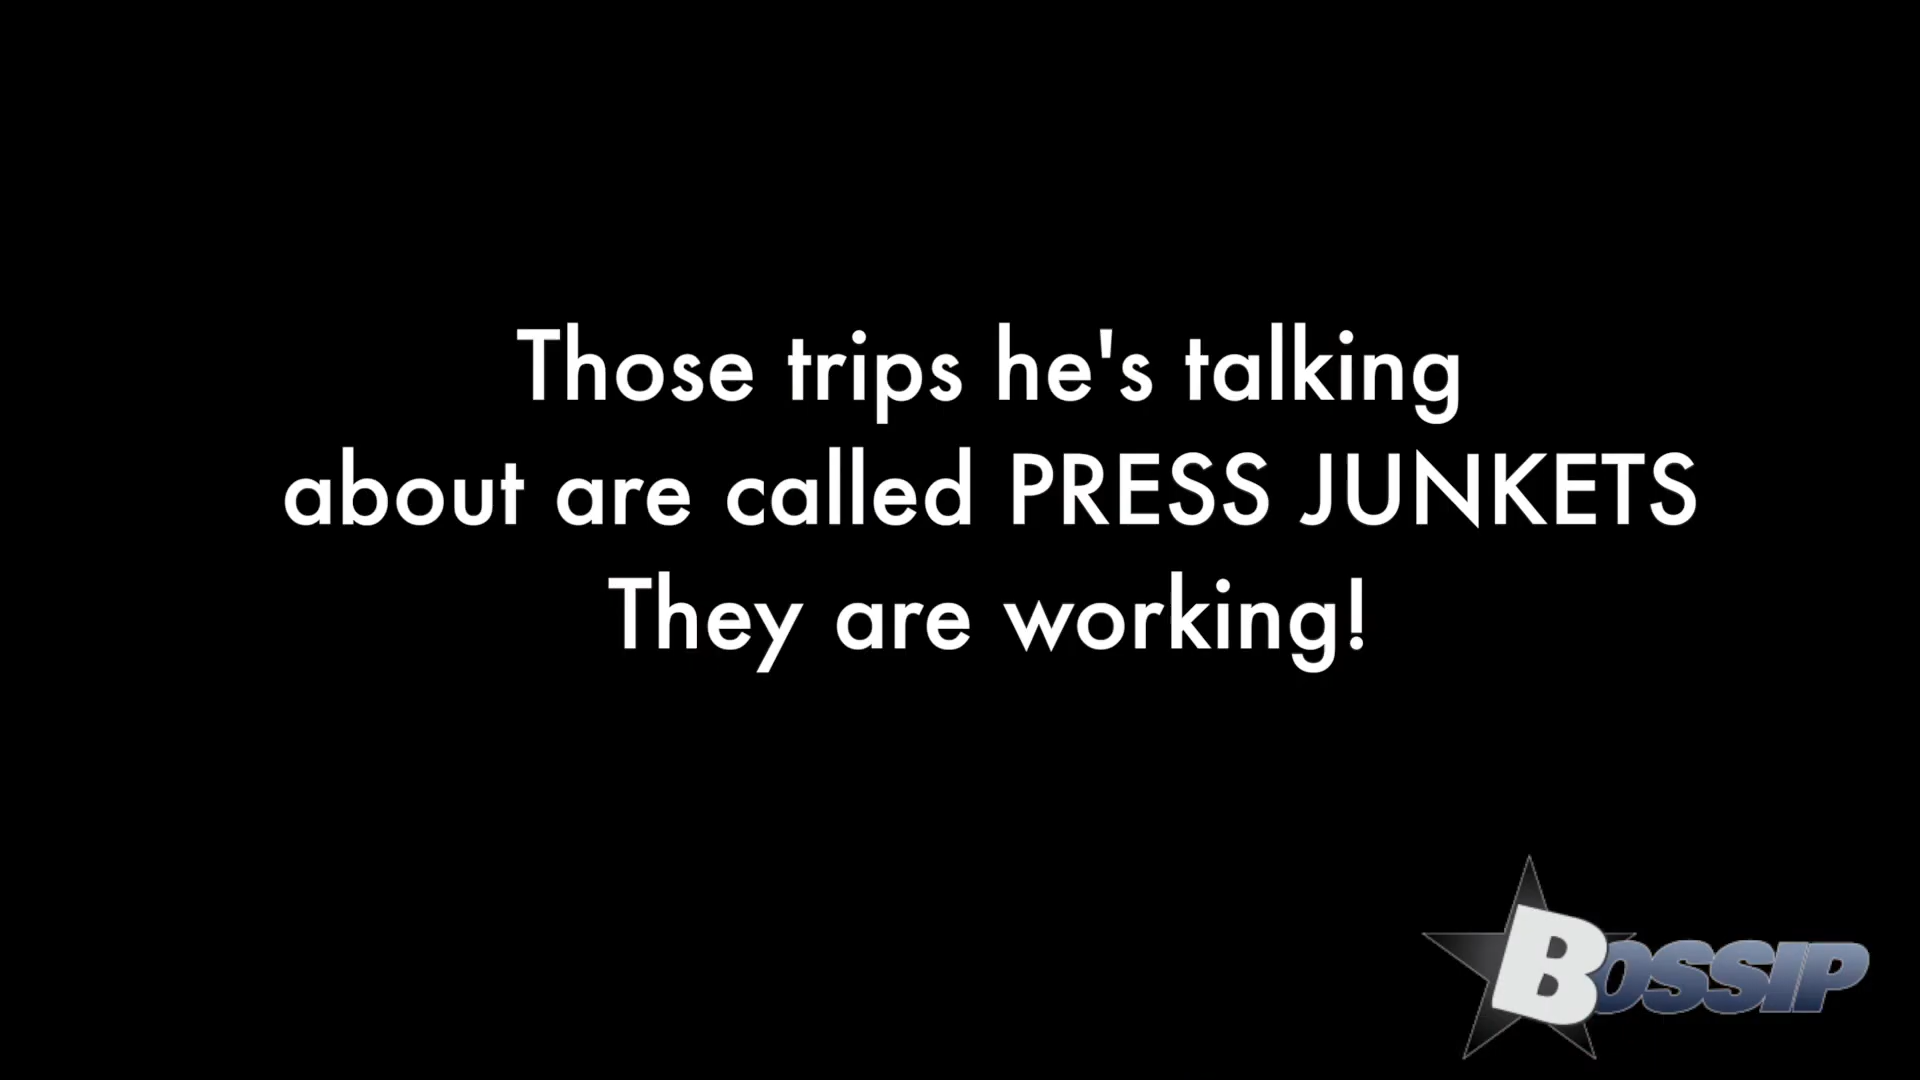 Those trips he's talking
about are called PRESS JUNKETS
They are working!
BOSSIP